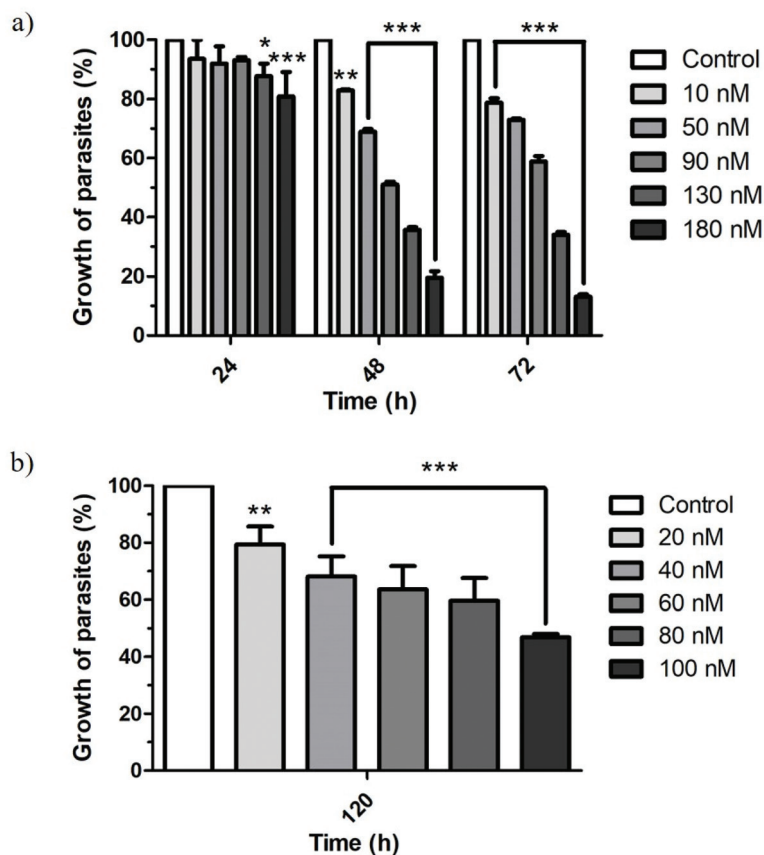 a)
Growth of parasites (%)
100
80
60
40
20
0
*
***
**
***
***
24
48
72
Time (h)
Control
10 nM
50 nM
90 nM
130 nM
180 nM
b)
Growth of parasites (%)
100
80
60
40
20
0
**
***
120
Time (h)
Control
20 nM
40 nM
60 nM
80 nM
100 nM